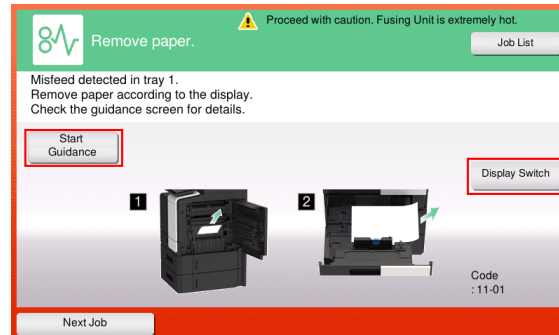 Proceed with caution. Fusing Unit is extremely hot.
Remove paper.
Job List
Misfeed detected in tray 1.
Remove paper according to the display.
Check the guidance screen for details.
Start
Guidance
Display Switch
1
2
Code
: 11-01
Next Job